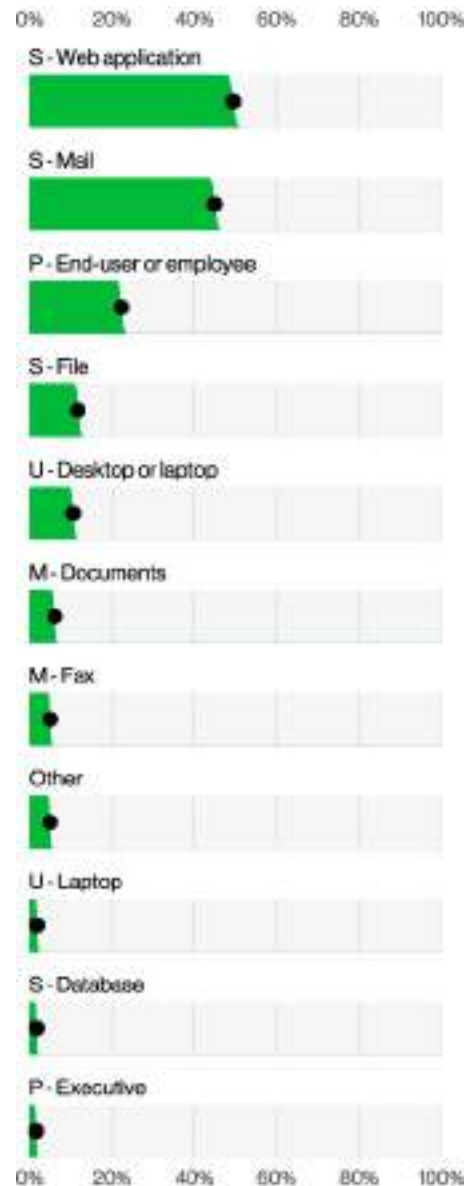 0% 20% 40% 60% 80% 100%
S - Web application
S - Mail
P - End-user or employee
S - File
U - Desktop or laptop
M - Documents
M - Fax
Other
U - Laptop
S - Database
P - Executive
0% 20% 40% 60% 80% 100%